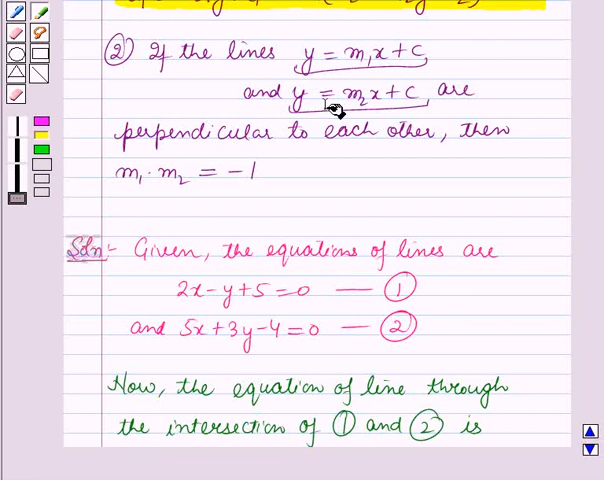 ② If the lines y = m₁x + c
and y = m₂x + c are
perpendicular to each other, then
m₁ · m₂ = -1
Soln:- Given, the equations of lines are
2x - y + 5 = 0 — ①
and 5x + 3y - 4 = 0 — ②
Now, the equation of line through
the intersection of ① and ② is